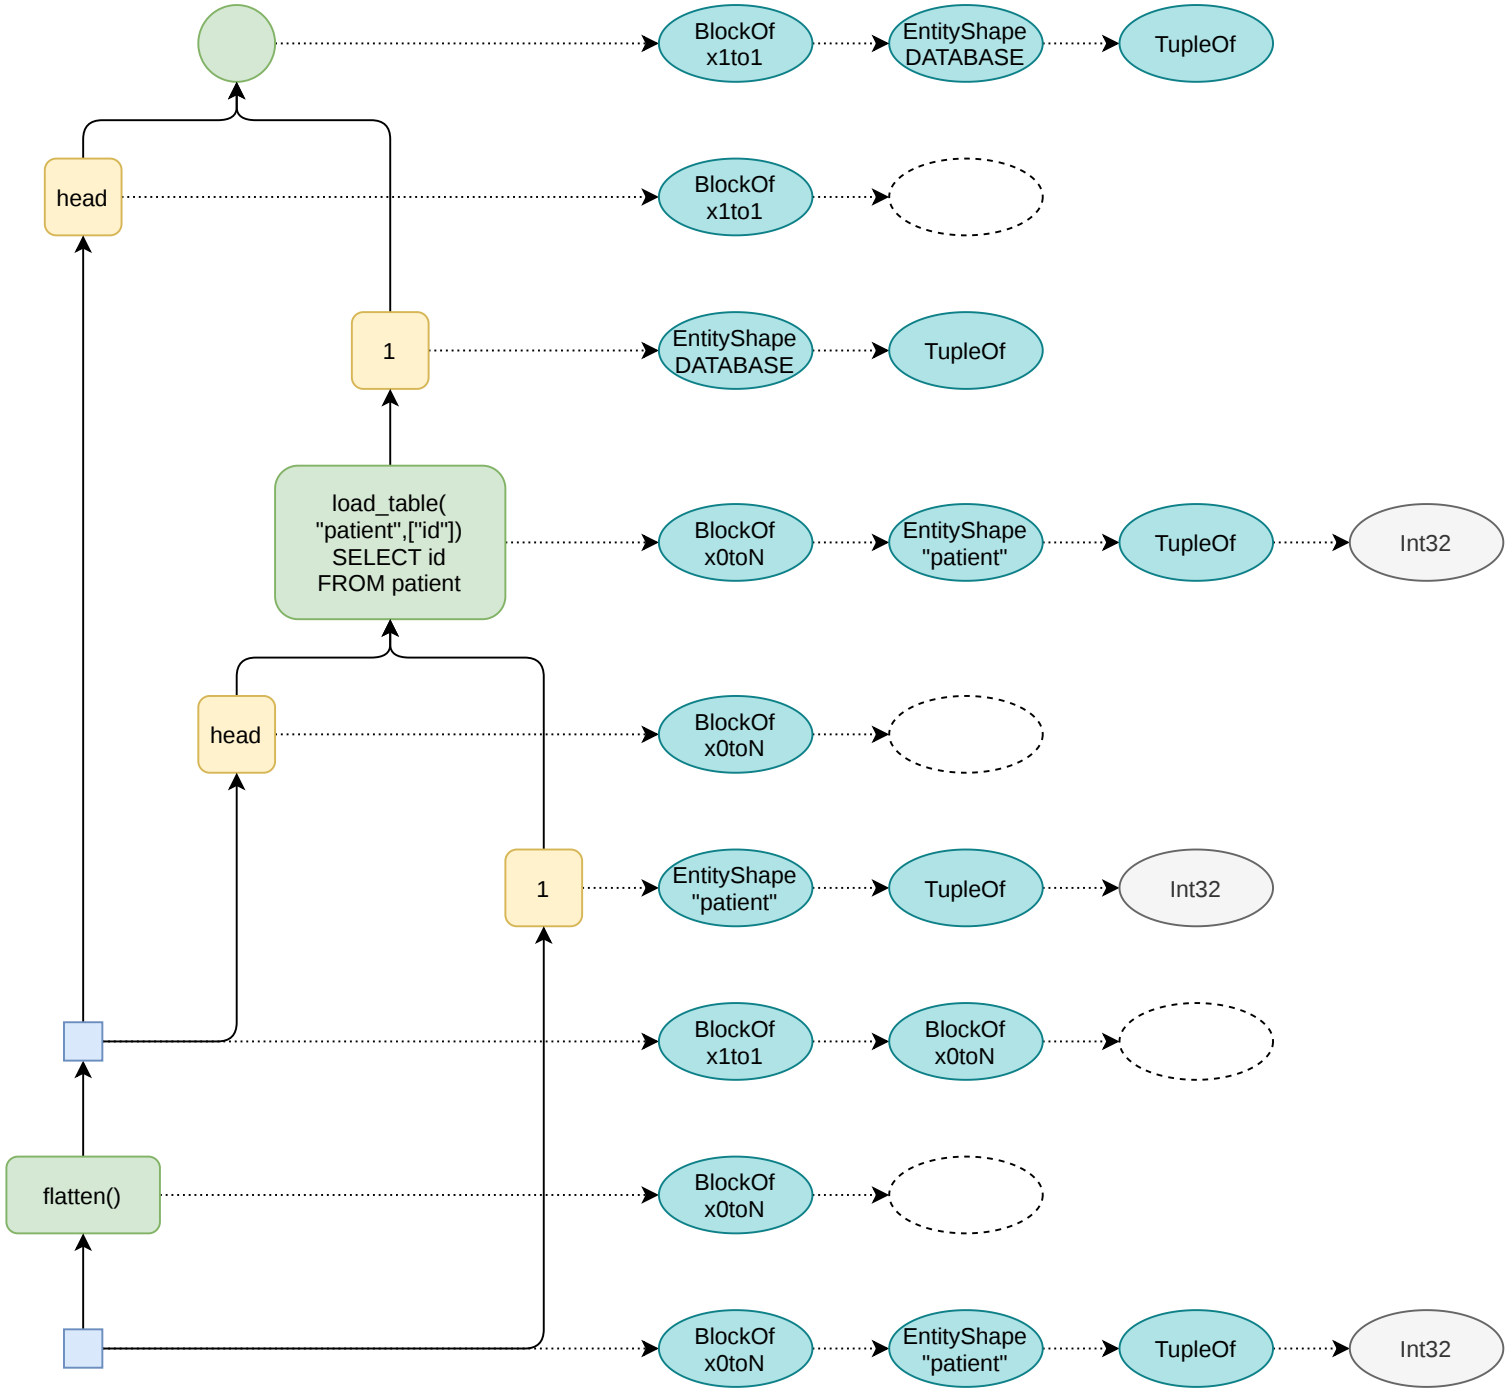 BlockOf
x1to1
EntityShape
DATABASE
TupleOf
head
BlockOf
x1to1
1
EntityShape
DATABASE
TupleOf
load_table(
"patient",["id"])
SELECT id
FROM patient
BlockOf
x0toN
EntityShape
"patient"
TupleOf
Int32
head
BlockOf
x0toN
1
EntityShape
"patient"
TupleOf
Int32
BlockOf
x1to1
BlockOf
x0toN
flatten()
BlockOf
x0toN
BlockOf
x0toN
EntityShape
"patient"
TupleOf
Int32